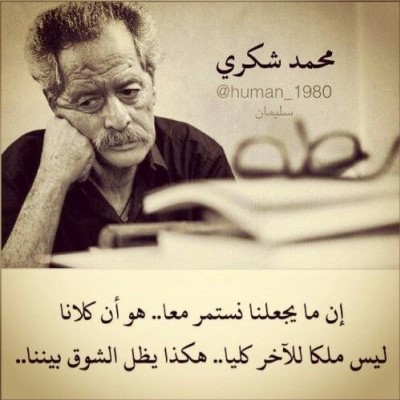 محمد شكري
@human_1980
سليمان
إن ما يجعلنا نستمر معا.. هو أن كلانا
ليس ملكا للآخر كليا.. هكذا يظل الشوق بيننا..